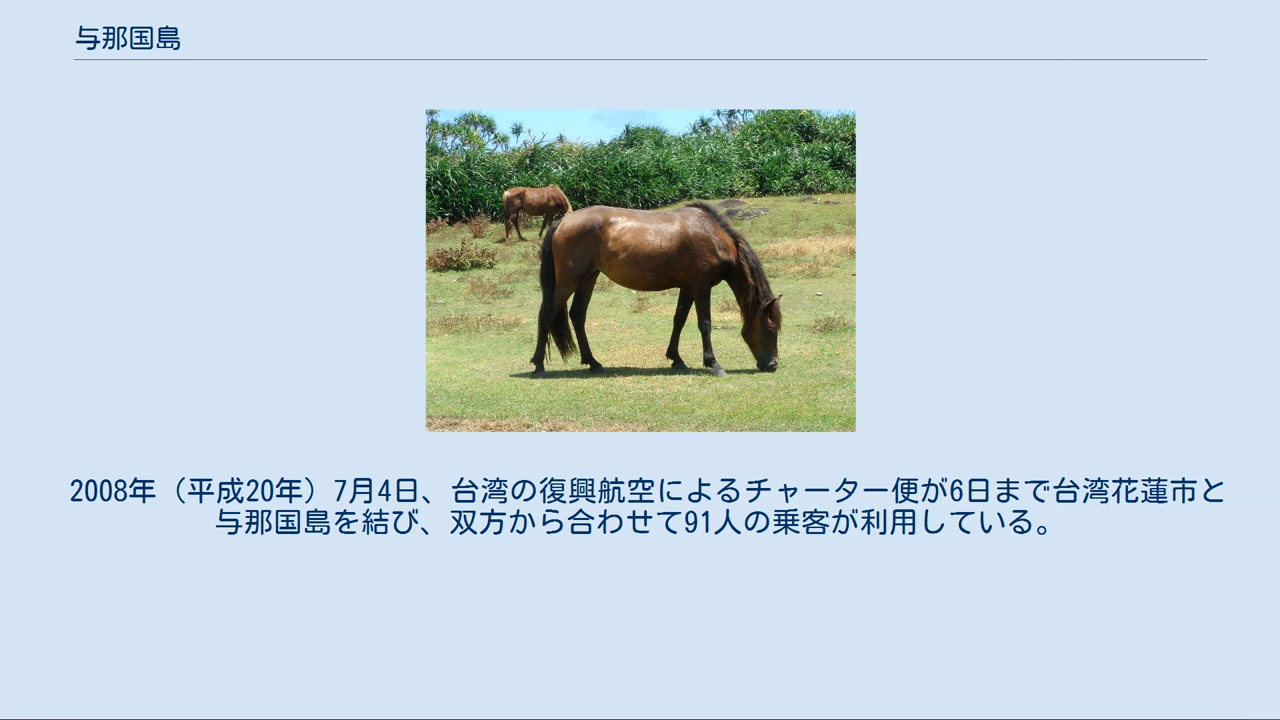 与那国島
2008年（平成20年）7月4日、台湾の復興航空によるチャーター便が6日まで台湾花蓮市と
与那国島を結び、双方から合わせて91人の乗客が利用している。